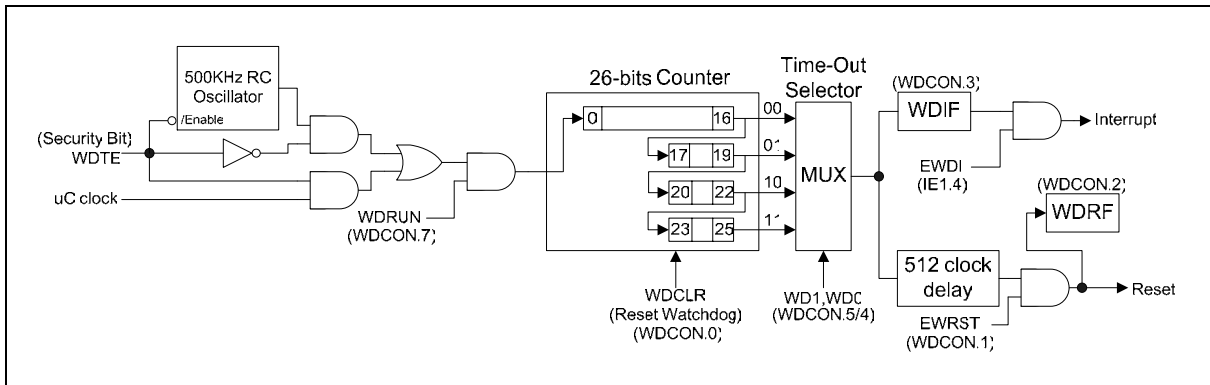 500KHz RC
Oscillator
/Enable
(Security Bit)
WDTE
uC clock
WDRUN
(WDCON.7)
26-bits Counter
0
16
17
19
20
22
23
25
00
01
10
11
WDCLR
(Reset Watchdog)
(WDCON.0)
Time-Out
Selector
MUX
WD1,WD0
(WDCON.5/4)
(WDCON.3)
WDIF
EWDI
(IE1.4)
Interrupt
(WDCON.2)
WDRF
512 clock
delay
EWRST
(WDCON.1)
Reset